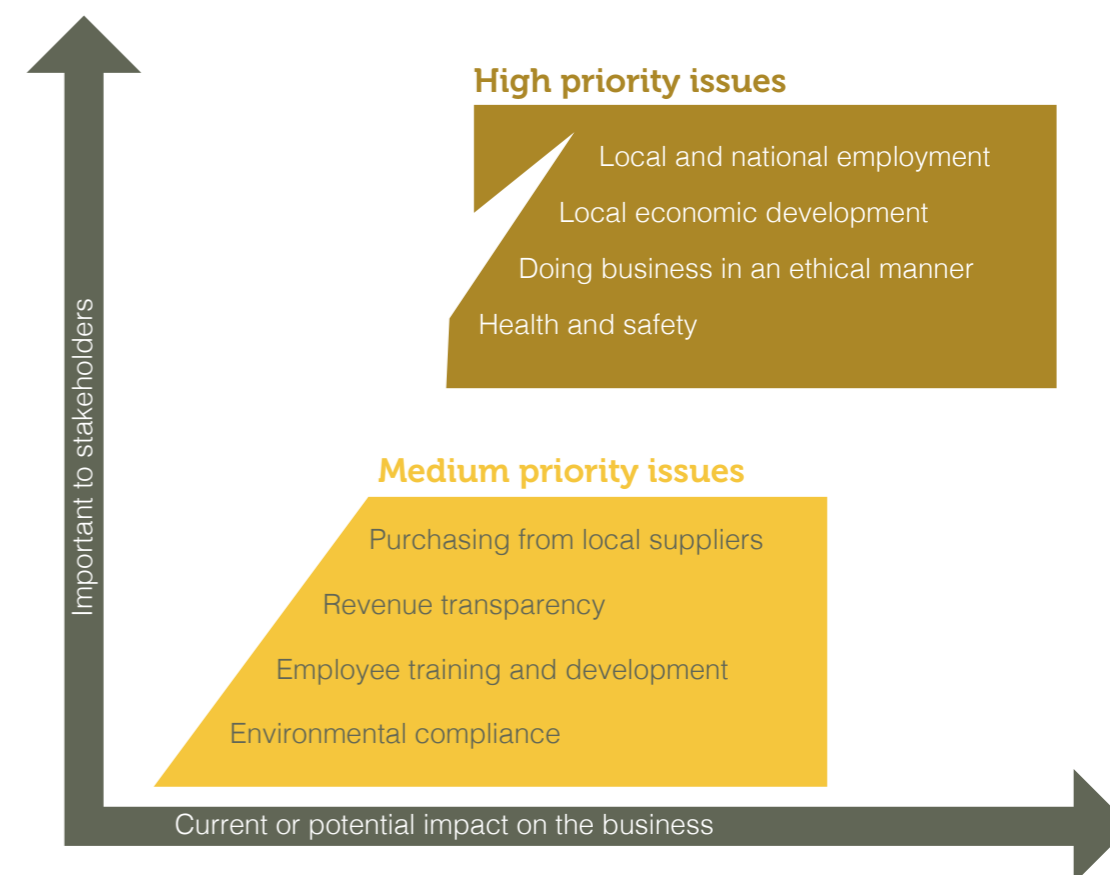 High priority issues
Local and national employment
Local economic development
Doing business in an ethical manner
Health and safety
Important to stakeholders
Medium priority issues
Purchasing from local suppliers
Revenue transparency
Employee training and development
Environmental compliance
Current or potential impact on the business